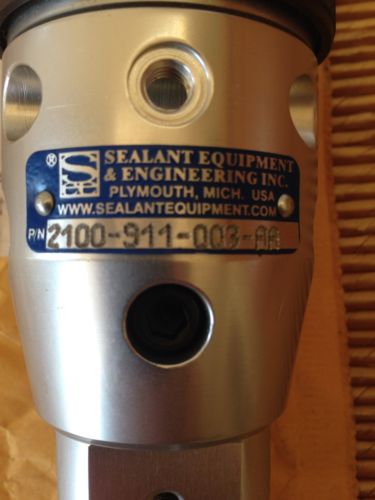 ® SEALANT EQUIPMENT
& ENGINEERING INC.
PLYMOUTH, MICH. USA
WWW.SEALANTEQUIPMENT.COM
P/N 2100-911-003-AA